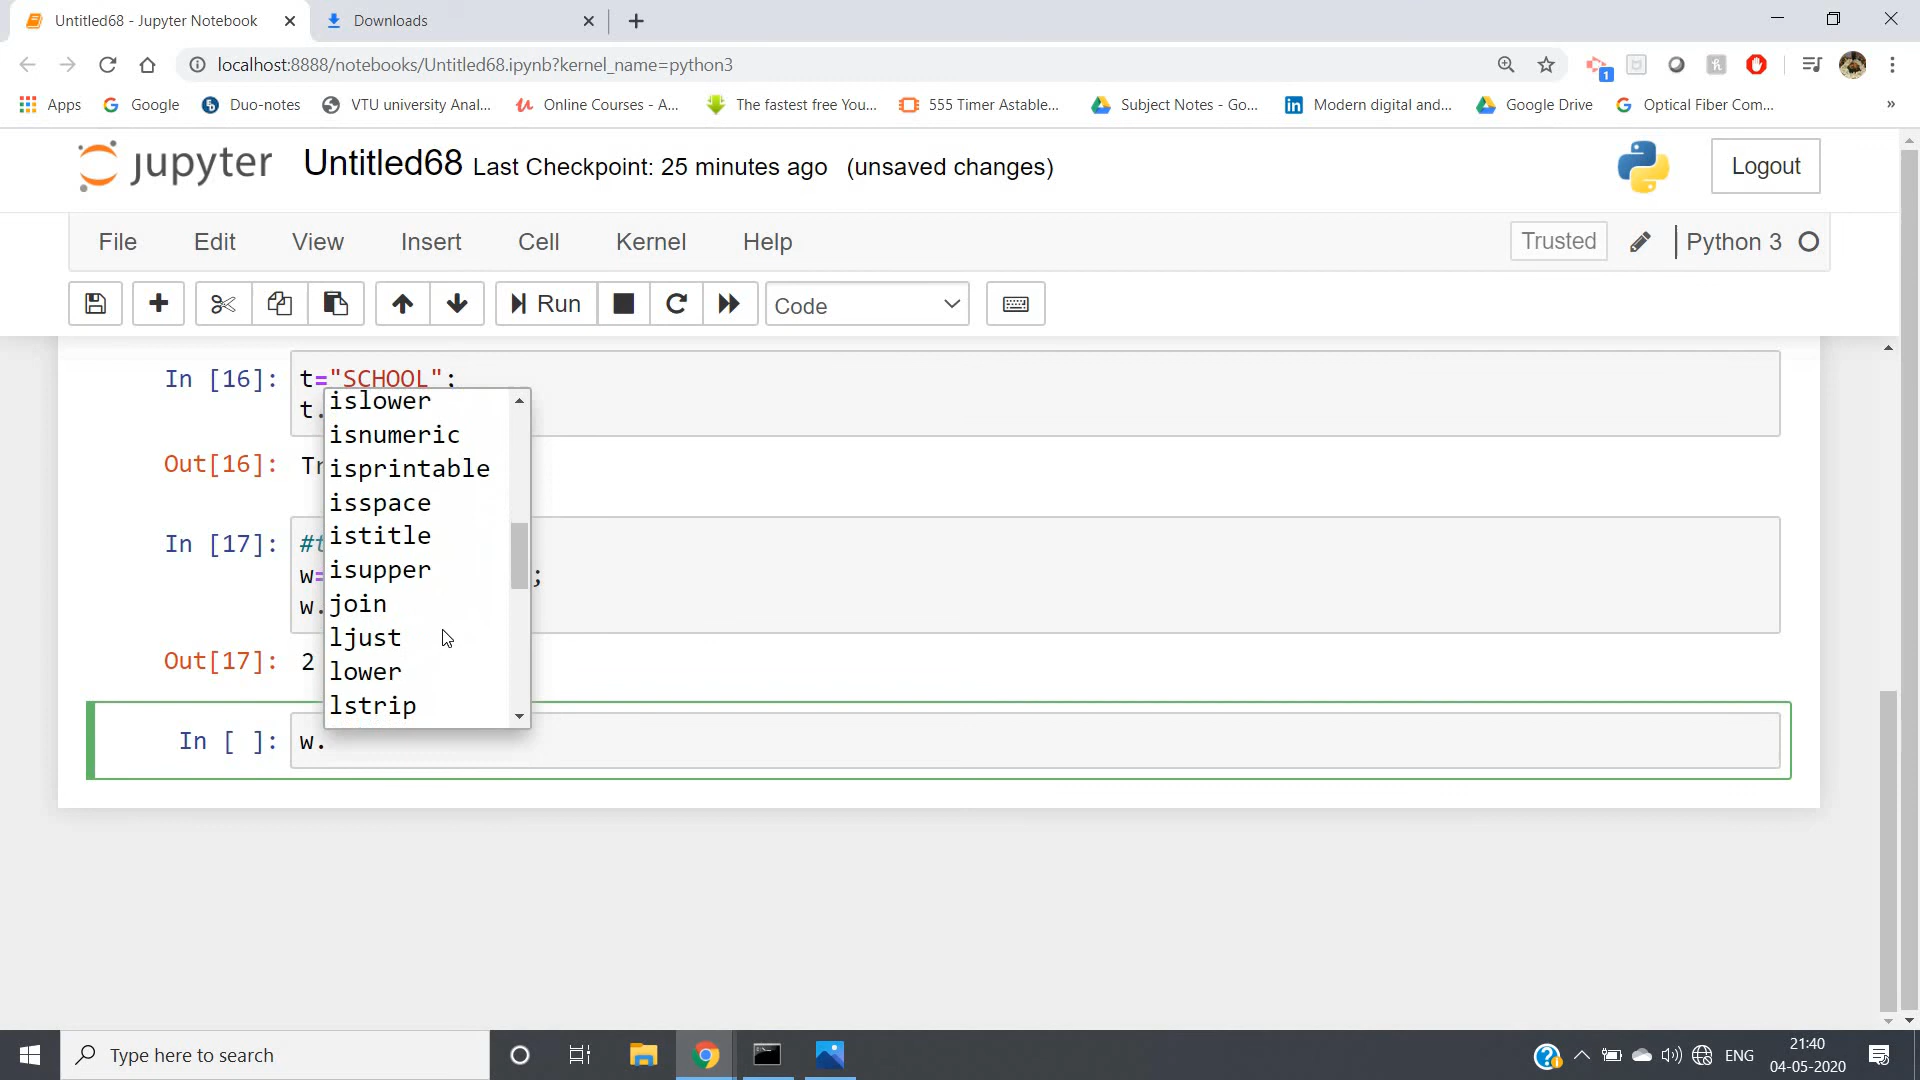 Untitled68 - Jupyter Notebook
Downloads
localhost:8888/notebooks/Untitled68.ipynb?kernel_name=python3
1
Apps
Google
Duo-notes
VTU university Anal...
Online Courses - A...
The fastest free You...
555 Timer Astable...
Subject Notes - Go...
Modern digital and...
Google Drive
Optical Fiber Com...
»
jupyter Untitled68 Last Checkpoint: 25 minutes ago (unsaved changes)
Logout
File Edit View Insert Cell Kernel Help
Trusted
Python 3
Run
Code
In [16]: t="SCHOOL":
t.
Out[16]: Tr
In [17]: #t
w= ;
w.
Out[17]: 2
islower
isnumeric
isprintable
isspace
istitle
isupper
join
ljust
lower
lstrip
In [ ]: w.
Type here to search
ENG
21:40
04-05-2020